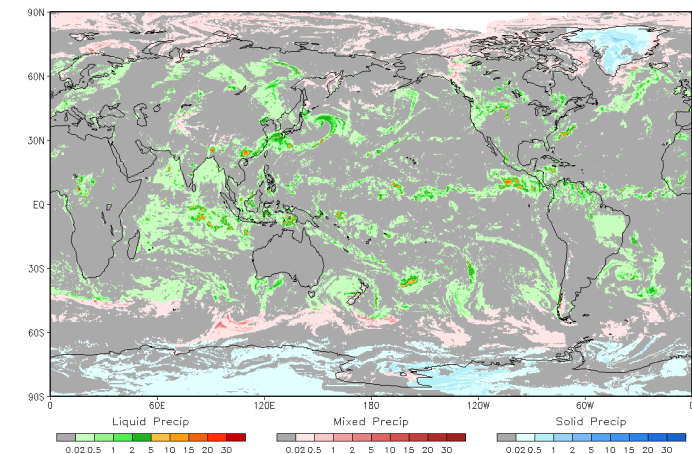 90N
60N
30N
EQ
30S
60S
90S
0 60E 120E 180 120W 60W 0
Liquid Precip Mixed Precip Solid Precip
0.02 0.5 1 2 5 10 15 20 30 0.02 0.5 1 2 5 10 15 20 30 0.02 0.5 1 2 5 10 15 20 30